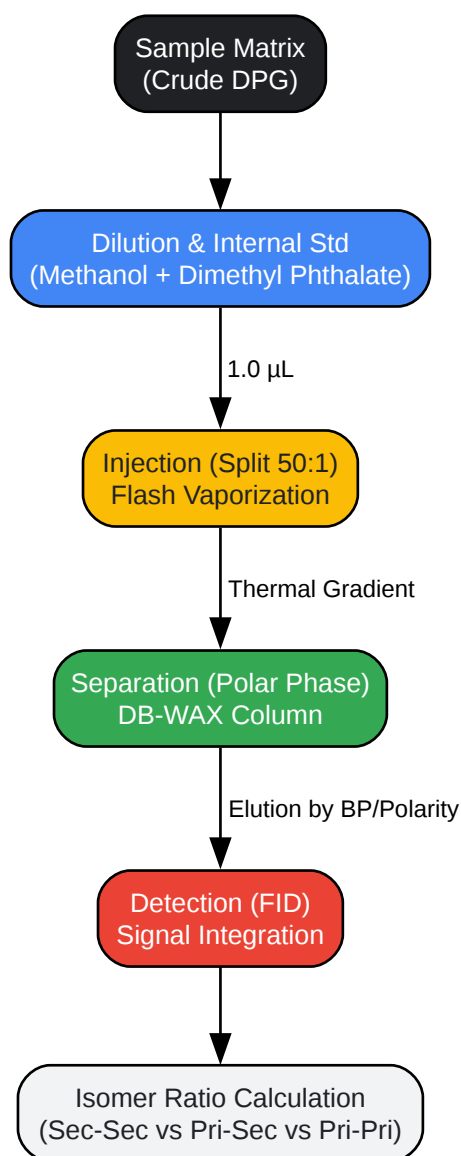 Sample Matrix
(Crude DPG)
Dilution & Internal Std
(Methanol + Dimethyl Phthalate)
1.0 µL
Injection (Split 50:1)
Flash Vaporization
Thermal Gradient
Separation (Polar Phase)
DB-WAX Column
Elution by BP/Polarity
Detection (FID)
Signal Integration
Isomer Ratio Calculation
(Sec-Sec vs Pri-Sec vs Pri-Pri)